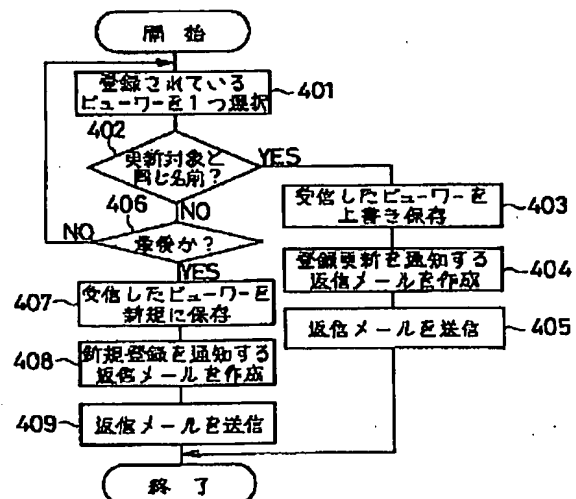 開始
登録されている
ビューワーを1つ選択
401
402
更新対象と
同じ名前?
YES
NO
406
最後か?
NO
YES
受信したビューワーを
上書き保存
403
登録更新を通知する
返信メールを作成
404
返信メールを送信
405
407
受信したビューワーを
新規に保存
408
新規登録を通知する
返信メールを作成
409
返信メールを送信
終了